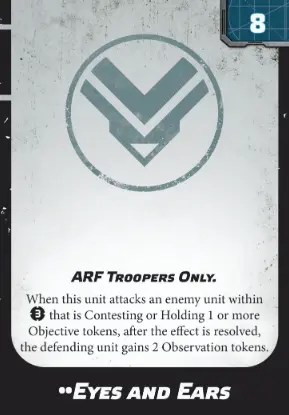 8
ARF Troopers Only.
When this unit attacks an enemy unit within
3 that is Contesting or Holding 1 or more
Objective tokens, after the effect is resolved,
the defending unit gains 2 Observation tokens.
••Eyes and Ears